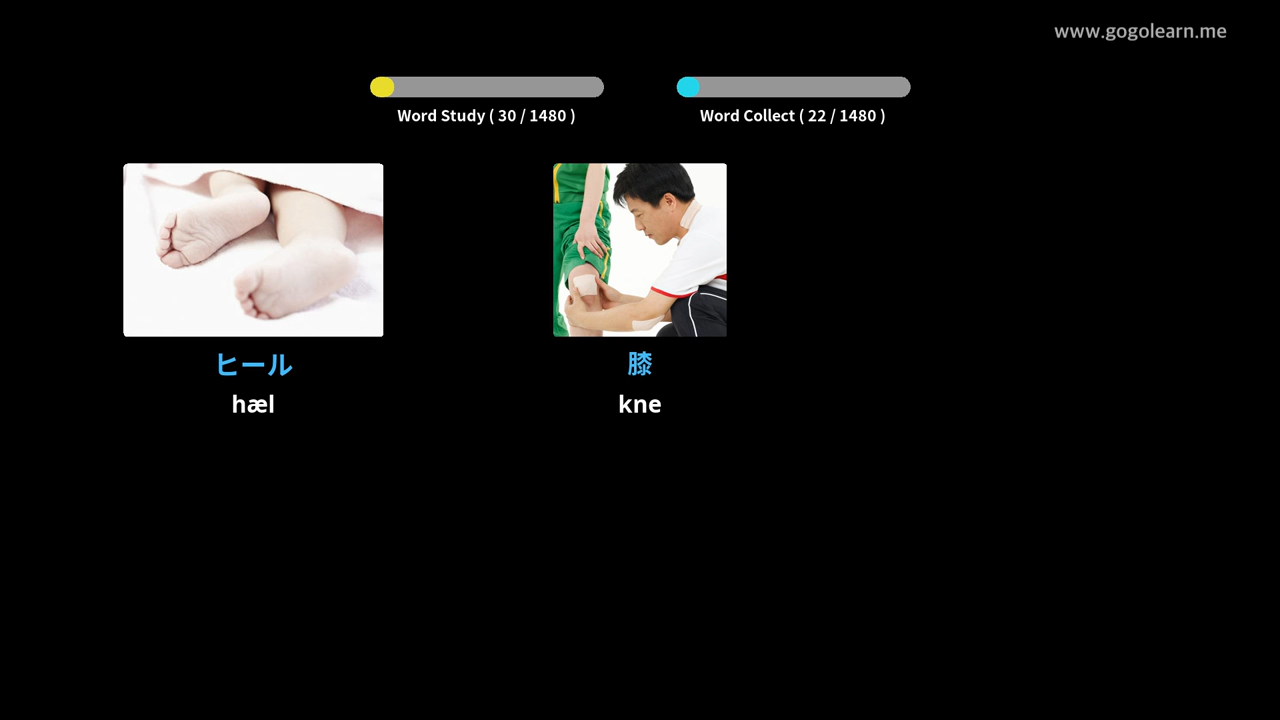 www.gogolearn.me
Word Study ( 30 / 1480 )
Word Collect ( 22 / 1480 )
ヒール
膝
hæl
kne